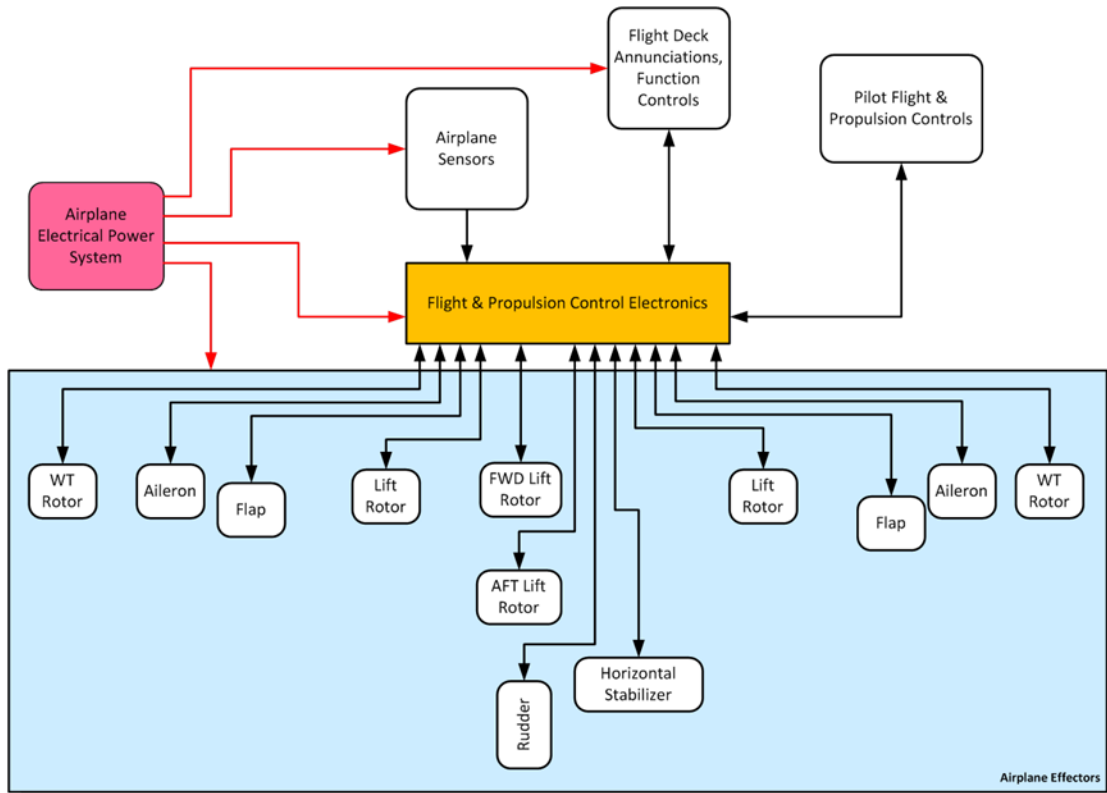 Flight Deck
Annunciations,
Function
Controls
Pilot Flight &
Propulsion Controls
Airplane
Sensors
Airplane
Electrical Power
System
Flight & Propulsion Control Electronics
WT
Rotor
Aileron
Flap
Lift
Rotor
FWD Lift
Rotor
Lift
Rotor
Flap
Aileron
WT
Rotor
AFT Lift
Rotor
Horizontal
Stabilizer
Rudder
Airplane Effectors